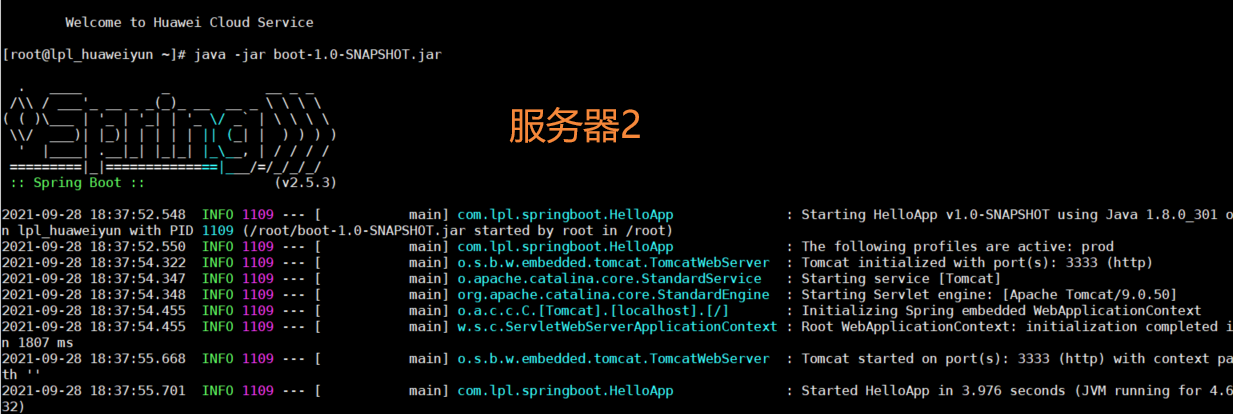 Welcome to Huawei Cloud Service
[root@lpl_huaweiyun ~]# java -jar boot-1.0-SNAPSHOT.jar
  .   ____          _            __ _ _
 /\\ / ___'_ __ _ _(_)_ __  __ _ \ \ \ \
( ( )\___ | '_ | '_| | '_ \/ _` | \ \ \ \
 \\/  ___)| |_)| | | | | || (_| |  ) ) ) )
  '  |____| .__|_| |_|_| |_\__, | / / / /
 =========|_|==============|___/=/_/_/_/
服务器2
 :: Spring Boot ::                (v2.5.3)
2021-09-28 18:37:52.548  INFO 1109 --- [           main] com.lpl.springboot.HelloApp              : Starting HelloApp v1.0-SNAPSHOT using Java 1.8.0_301 o
n lpl_huaweiyun with PID 1109 (/root/boot-1.0-SNAPSHOT.jar started by root in /root)
2021-09-28 18:37:52.550  INFO 1109 --- [           main] com.lpl.springboot.HelloApp              : The following profiles are active: prod
2021-09-28 18:37:54.322  INFO 1109 --- [           main] o.s.b.w.embedded.tomcat.TomcatWebServer  : Tomcat initialized with port(s): 3333 (http)
2021-09-28 18:37:54.347  INFO 1109 --- [           main] o.apache.catalina.core.StandardService   : Starting service [Tomcat]
2021-09-28 18:37:54.348  INFO 1109 --- [           main] org.apache.catalina.core.StandardEngine  : Starting Servlet engine: [Apache Tomcat/9.0.50]
2021-09-28 18:37:54.455  INFO 1109 --- [           main] o.a.c.c.C.[Tomcat].[localhost].[/]       : Initializing Spring embedded WebApplicationContext
2021-09-28 18:37:54.455  INFO 1109 --- [           main] w.s.c.ServletWebServerApplicationContext : Root WebApplicationContext: initialization completed i
n 1807 ms
2021-09-28 18:37:55.668  INFO 1109 --- [           main] o.s.b.w.embedded.tomcat.TomcatWebServer  : Tomcat started on port(s): 3333 (http) with context pa
th ''
2021-09-28 18:37:55.701  INFO 1109 --- [           main] com.lpl.springboot.HelloApp              : Started HelloApp in 3.976 seconds (JVM running for 4.6
32)